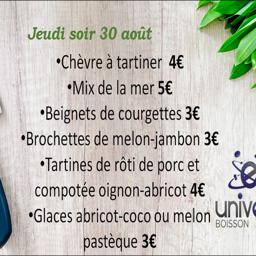 Jeudi soir 30 août
•Chèvre à tartiner 4€
•Mix de la mer 5€
•Beignets de courgettes 3€
•Brochettes de melon-jambon 3€
•Tartines de rôti de porc et
compotée oignon-abricot 4€
•Glaces abricot-coco ou melon
pastèque 3€
BOISSON